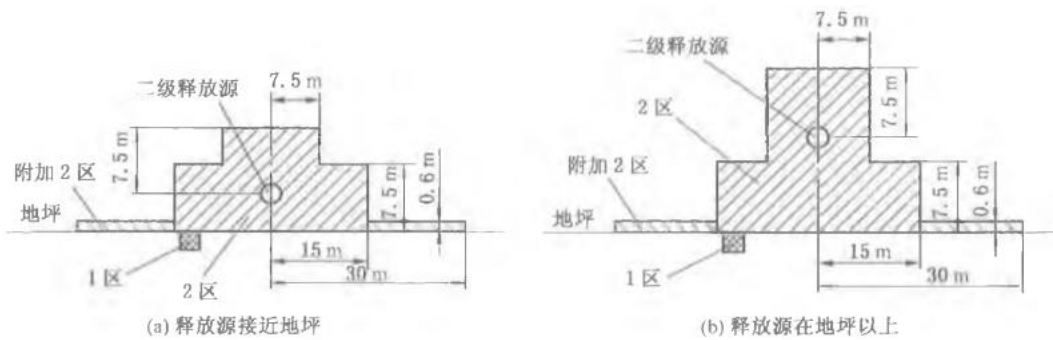 二级释放源
7.5 m
7.5 m
附加 2 区
地坪
7.5 m
0.6 m
1 区
2 区
15 m
30 m
(a) 释放源接近地坪
7.5 m
二级释放源
2 区
7.5 m
附加 2 区
地坪
7.5 m
0.6 m
1 区
15 m
30 m
(b) 释放源在地坪以上